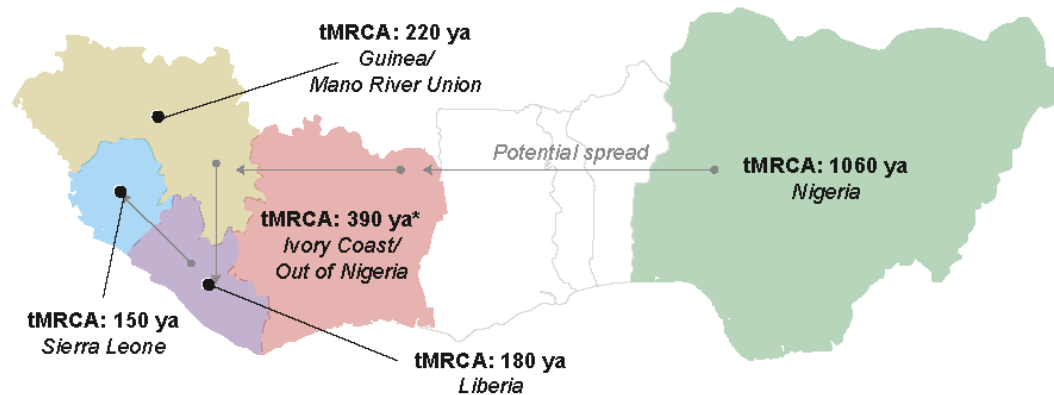 tMRCA: 220 ya
Guinea/
Mano River Union
Potential spread
tMRCA: 1060 ya
Nigeria
tMRCA: 390 ya*
Ivory Coast/
Out of Nigeria
tMRCA: 150 ya
Sierra Leone
tMRCA: 180 ya
Liberia